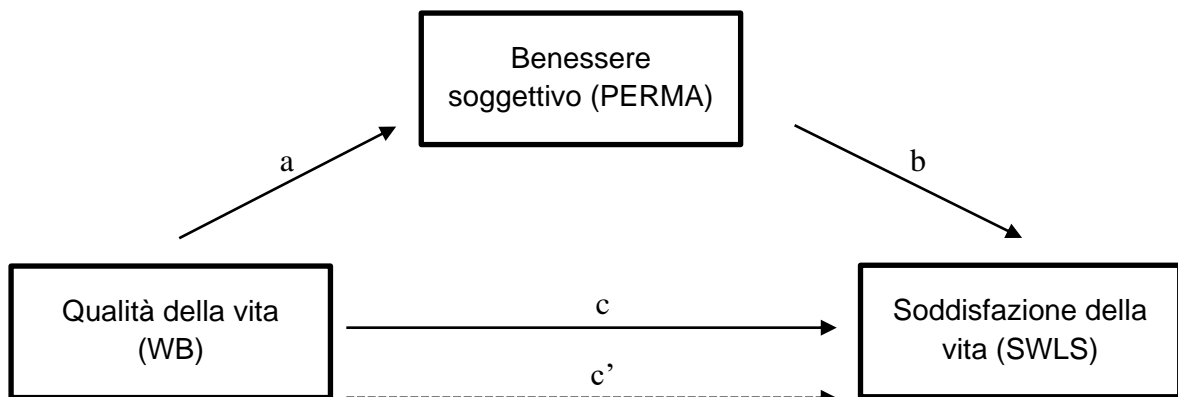 Benessere
soggettivo (PERMA)
a
b
Qualità della vita
(WB)
c
Soddisfazione della
vita (SWLS)
c’